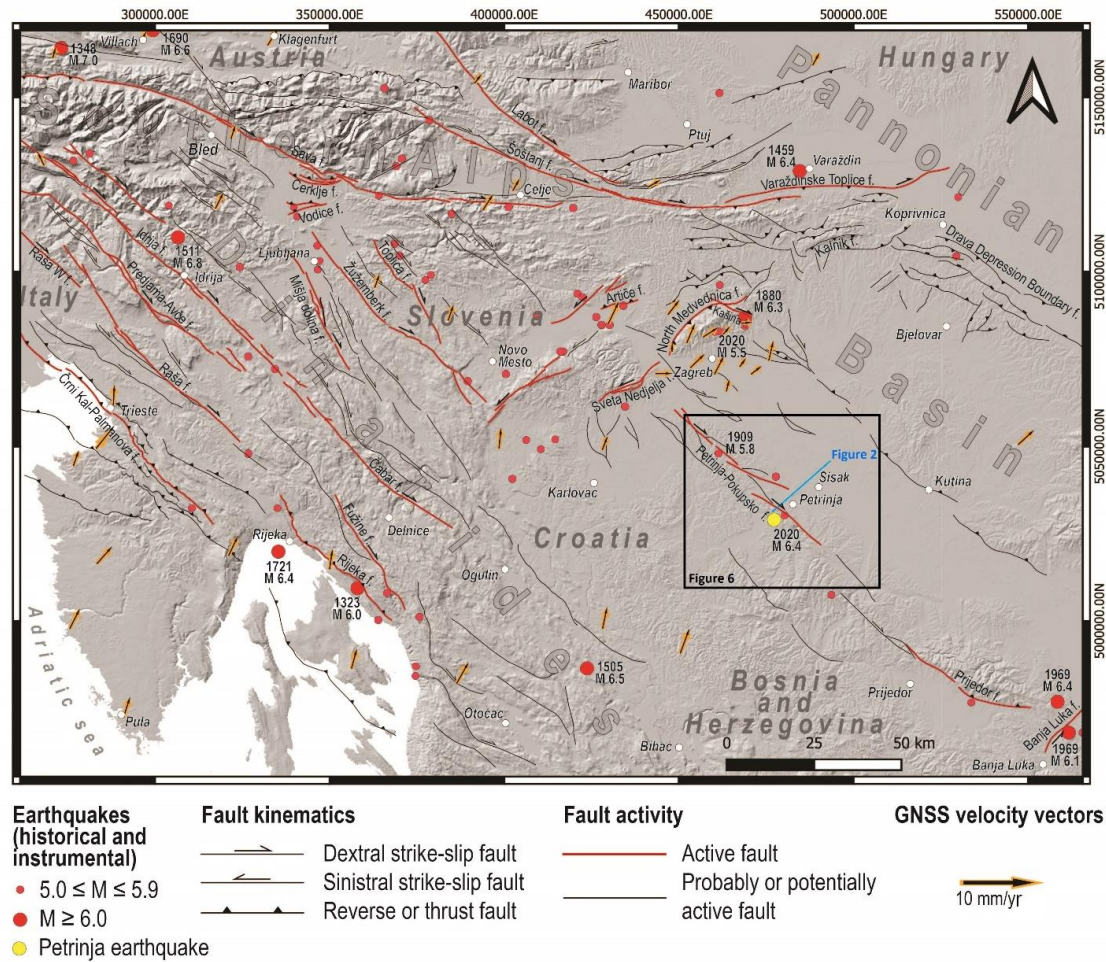 300000.00E
350000.00E
400000.00E
450000.00E
500000.00E
550000.00E
1348
M 7.0
Villach
1690
M 6.6
Klagenfurt
Austria
Hungary
Maribor
Pannonian
Basin
5150000.00N
5100000.00N
5050000.00N
5000000.00N
Labot f.
Ptuj
Bled
Sava f.
Šoštanj f.
Alps
1459
M 6.4
Varaždin
Varaždinske Toplice f.
Cerklje f.
Celje
Vodice f.
Koprivnica
Kalnik f.
Drava Depression Boundary f.
Idrija f.
1511
M 6.8
Idrija
Ljubljana
Toplica f.
Raša W f.
Predjama-Avče f.
Mišja dolina f.
Žužemberk f.
Italy
Slovenia
Artiče f.
North Medvednica f.
1880
M 6.3
Kašina f.
2020
M 5.5
Bjelovar
Novo
Mesto
Zagreb
Raša f.
Sveta Nedjelja f.
Črni Kal-Palmanova f.
Trieste
Dinarides
1909
M 5.8
Figure 2
Petrinja-Pokupsko f.
Sisak
Petrinja
Kutina
2020
M 6.4
Figure 6
Čabar f.
Karlovac
Croatia
Fužine f.
Delnice
Rijeka
1721
M 6.4
Rijeka f.
1323
M 6.0
Ogulin
Adriatic sea
Pula
1505
M 6.5
Otočac
Bosnia
and
Herzegovina
Bihać
Prijedor
Prijedor f.
1969
M 6.4
Banja Luka f.
1969
M 6.1
Banja Luka
0
25
50 km
Earthquakes
(historical and
instrumental)
5.0 ≤ M ≤ 5.9
M ≥ 6.0
Petrinja earthquake
Fault kinematics
Dextral strike-slip fault
Sinistral strike-slip fault
Reverse or thrust fault
Fault activity
Active fault
Probably or potentially
active fault
GNSS velocity vectors
10 mm/yr